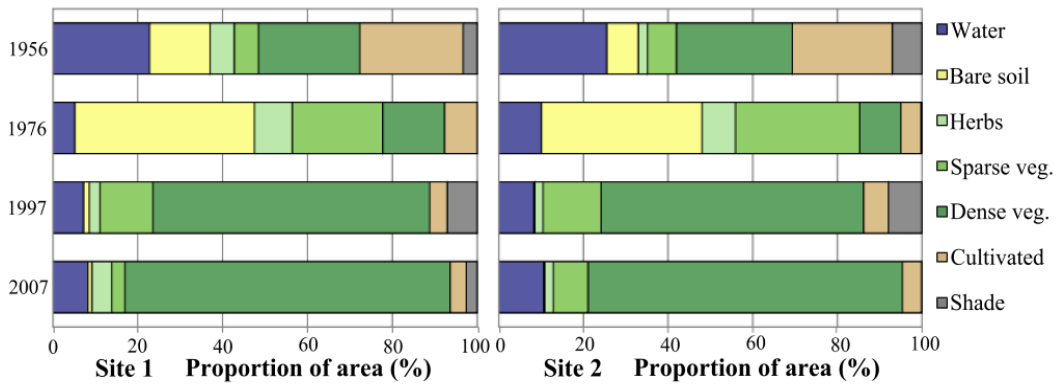 1956
1976
1997
2007
0 20 40 60 80 100
Site 1 Proportion of area (%)
0 20 40 60 80 100
Site 2 Proportion of area (%)
Water
Bare soil
Herbs
Sparse veg.
Dense veg.
Cultivated
Shade